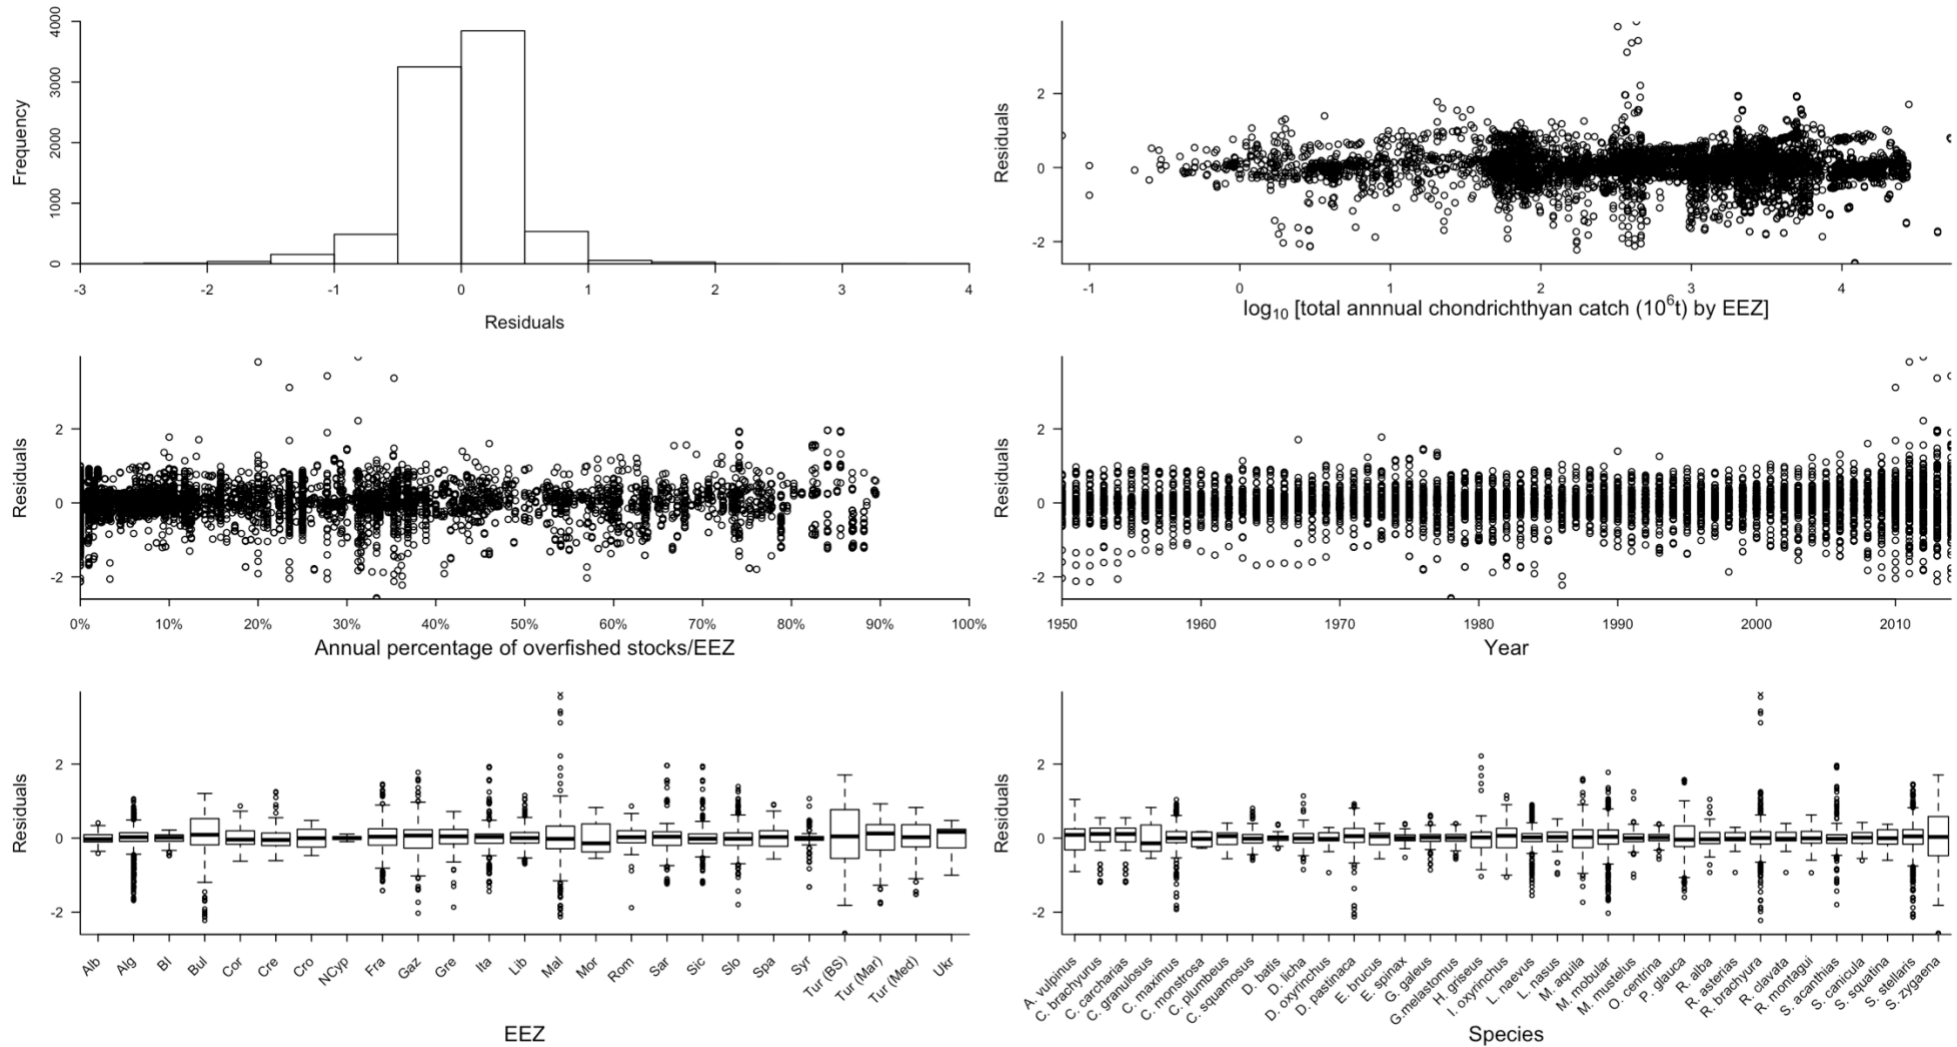 4000
3000
2000
1000
0
Frequency
-3 -2 -1 0 1 2 3 4
Residuals
2
0
-2
Residuals
-1 0 1 2 3 4
log10 [total annnual chondrichthyan catch (10⁶t) by EEZ]
2
0
-2
Residuals
0% 10% 20% 30% 40% 50% 60% 70% 80% 90% 100%
Annual percentage of overfished stocks/EEZ
2
0
-2
Residuals
1950 1960 1970 1980 1990 2000 2010
Year
2
0
-2
Residuals
Alb Alg BI Bul Cor Cre Cro NCyp Fra Gaz Gre Ita Lib Mal Mor Rom Sar Sic Slo Spa Syr Tur (BS) Tur (Mar) Tur (Med) Ukr
EEZ
2
0
-2
Residuals
A. vulpinus C. brachyurus C. carcharias C. granulosus C. maximus C. monstrosa C. plumbeus C. squamosus D. batis D. licha D. oxyrinchus D. pastinaca E. brucus E. spinax G. galeus G.melastomus H. griseus I. oxyrinchus L. naevus L. nasus M. aquila M. mobular M. mustelus O. centrina P. glauca R. alba R. asterias R. brachyura R. clavata R. montagui S. acanthias S. canicula S. squatina S. stellaris S. zygaena
Species